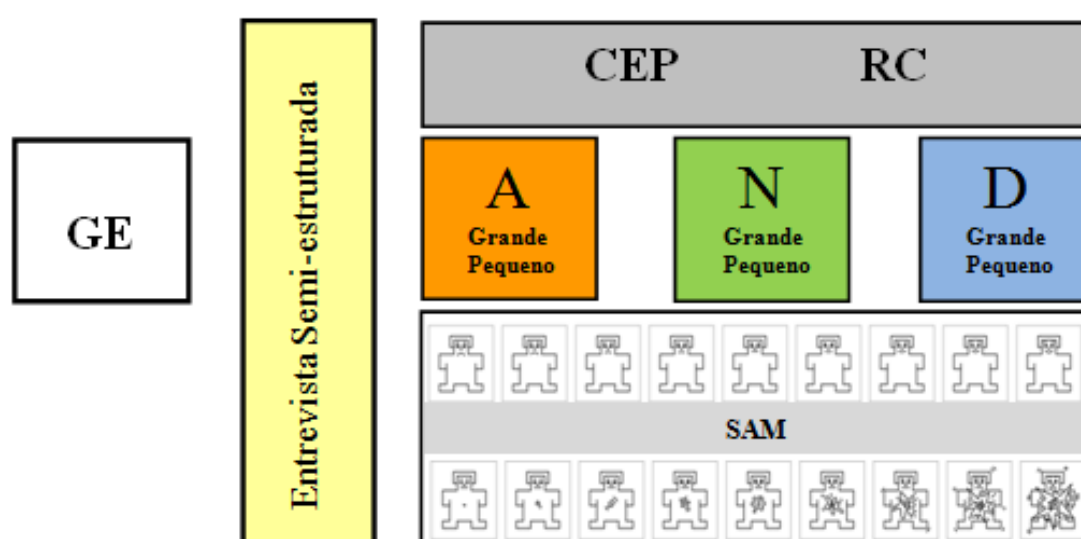 GE
Entrevista Semi-estruturada
CEP RC
A
Grande
Pequeno
N
Grande
Pequeno
D
Grande
Pequeno
SAM